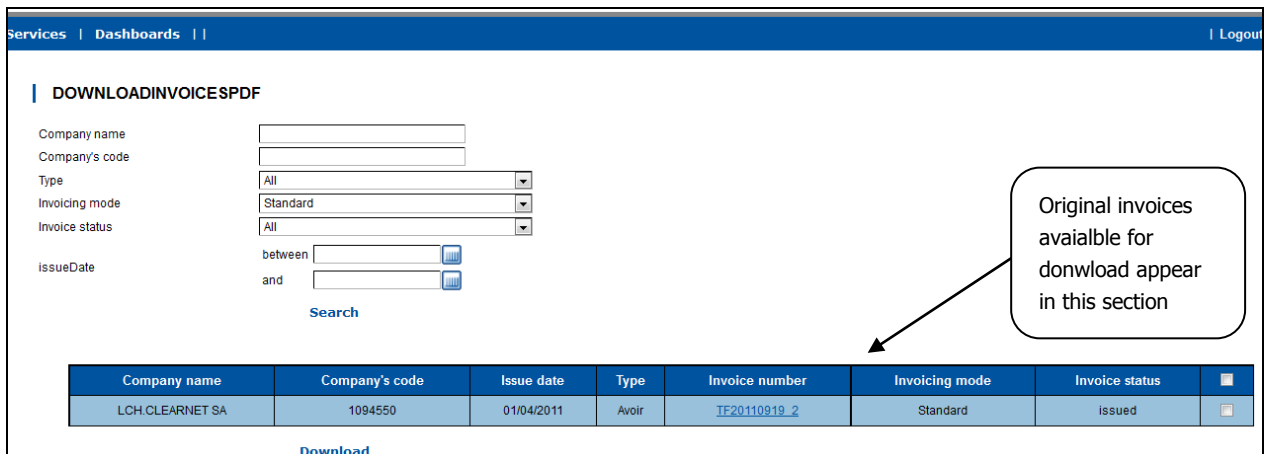 Services | Dashboards | |
| Logout
DOWNLOADINVOICESPDF
Company name
Company's code
Type All
Invoicing mode Standard
Invoice status All
issueDate between
and
Search
Original invoices
avaialble for
donwload appear
in this section
Company name Company's code Issue date Type Invoice number Invoicing mode Invoice status
LCH.CLEARNET SA 1094550 01/04/2011 Avoir TF20110919_2 Standard issued
Download